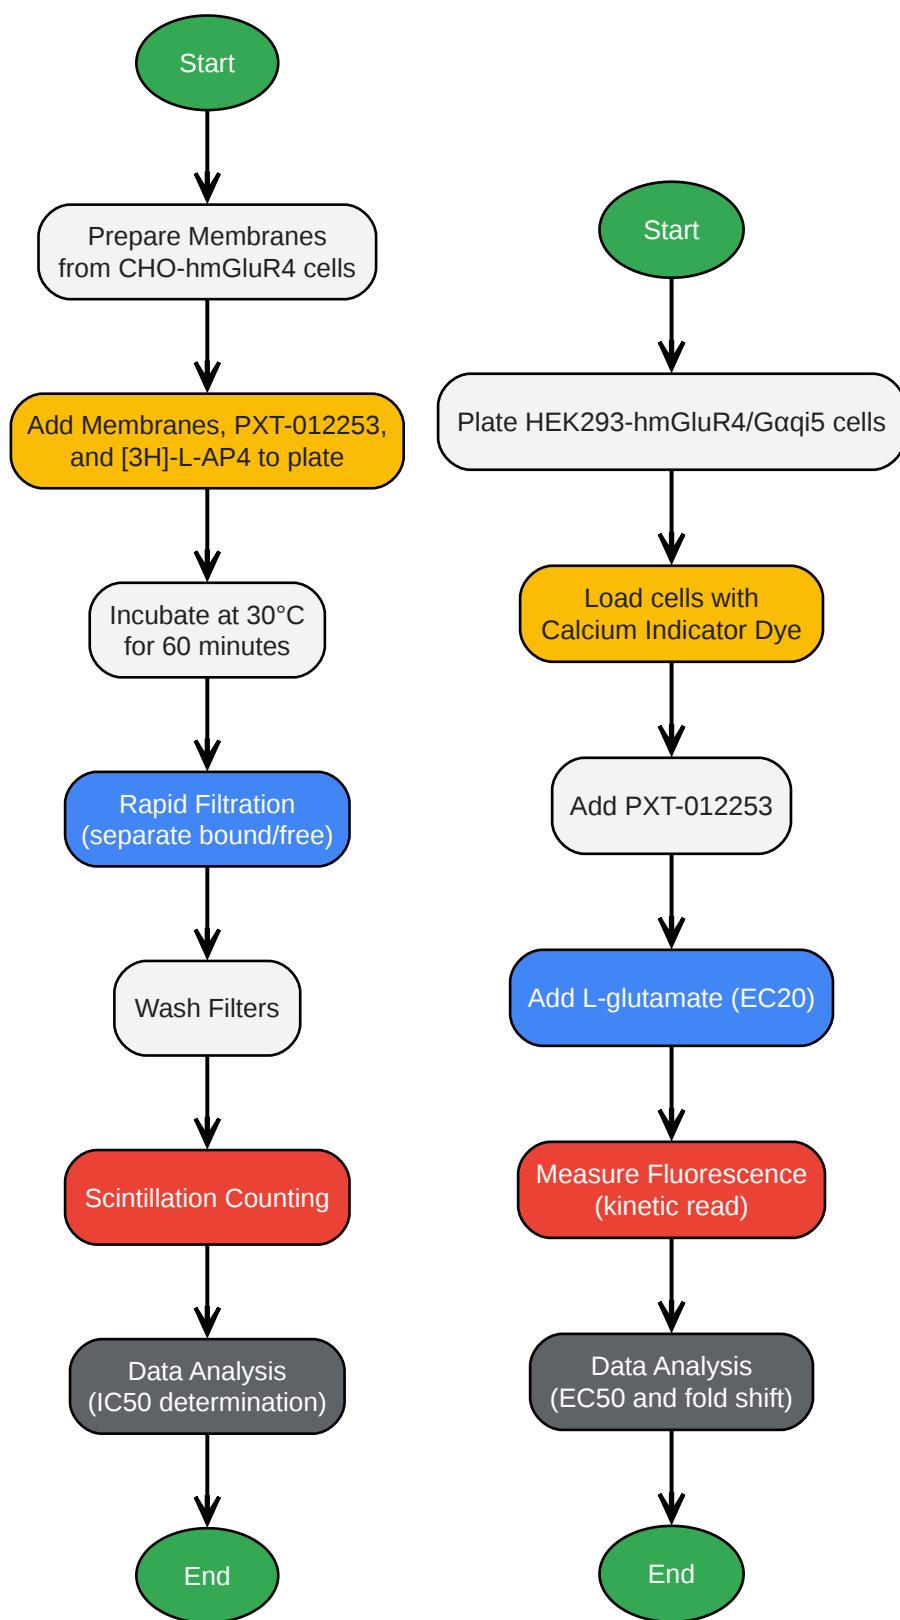 Start
Prepare Membranes
from CHO-hmGluR4 cells
Add Membranes, PXT-012253,
and [3H]-L-AP4 to plate
Incubate at 30°C
for 60 minutes
Rapid Filtration
(separate bound/free)
Wash Filters
Scintillation Counting
Data Analysis
(IC50 determination)
End
Start
Plate HEK293-hmGluR4/Gαqi5 cells
Load cells with
Calcium Indicator Dye
Add PXT-012253
Add L-glutamate (EC20)
Measure Fluorescence
(kinetic read)
Data Analysis
(EC50 and fold shift)
End